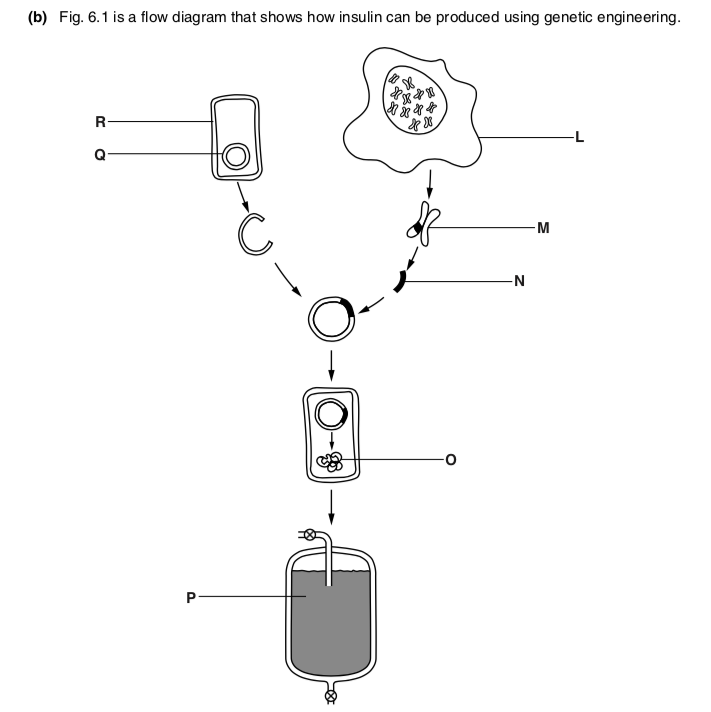 (b) Fig. 6.1 is a flow diagram that shows how insulin can be produced using genetic engineering.
R
L
Q
M
N
O
P